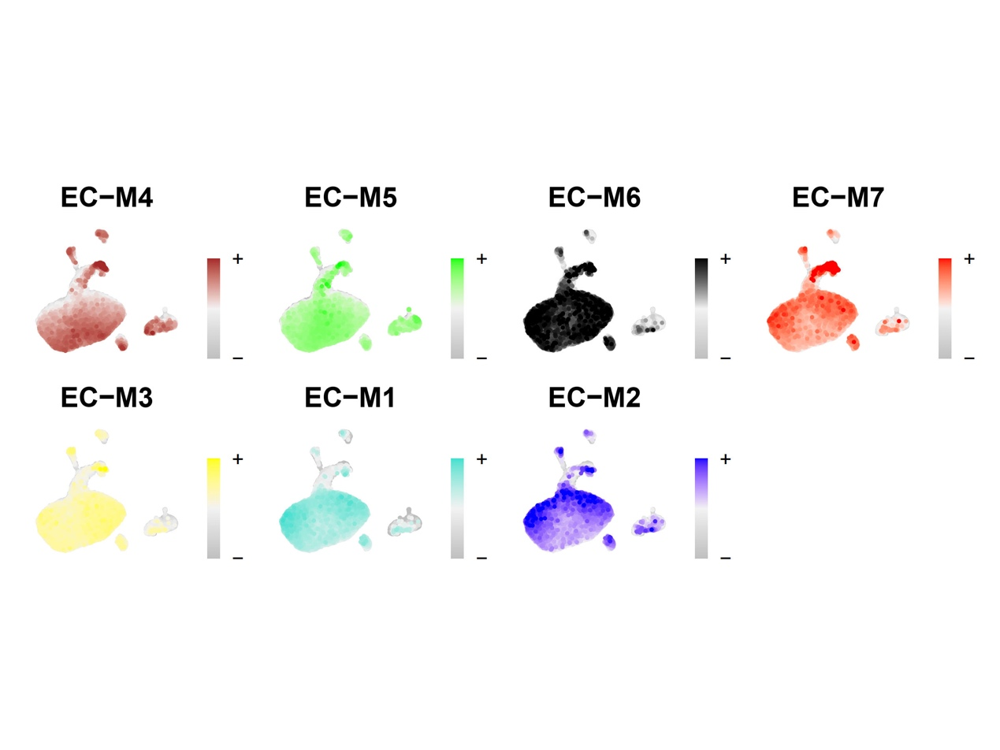 EC−M4 EC−M5 EC−M6 EC−M7
+ + + +
− − − −
EC−M3 EC−M1 EC−M2
+ + +
− − −